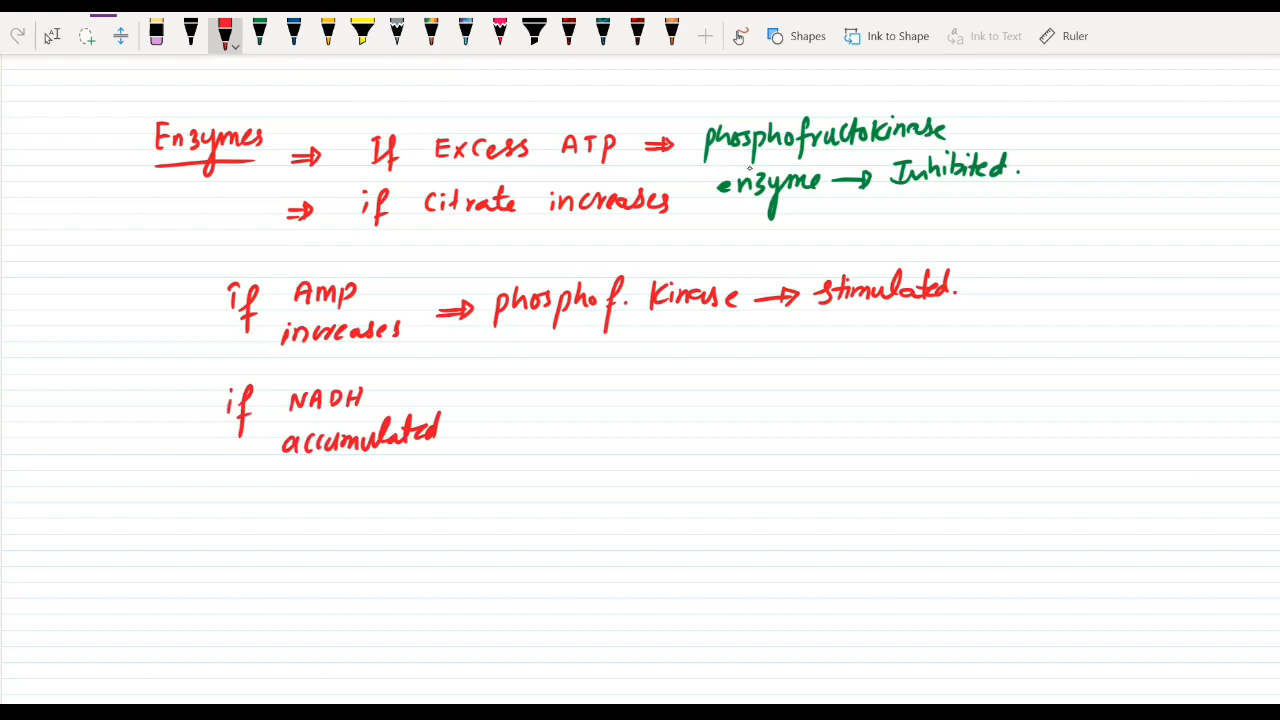 Shapes Ink to Shape Ink to Text Ruler
Enzymes ⇒ If Excess ATP ⇒ phosphofructokinase
enzyme → Inhibited.
⇒ if citrate increases
if AMP
increases ⇒ phosphof. kinase → stimulated.
if NADH
accumulated